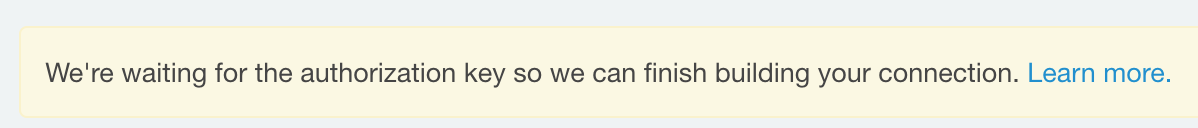 We're waiting for the authorization key so we can finish building your connection. Learn more.